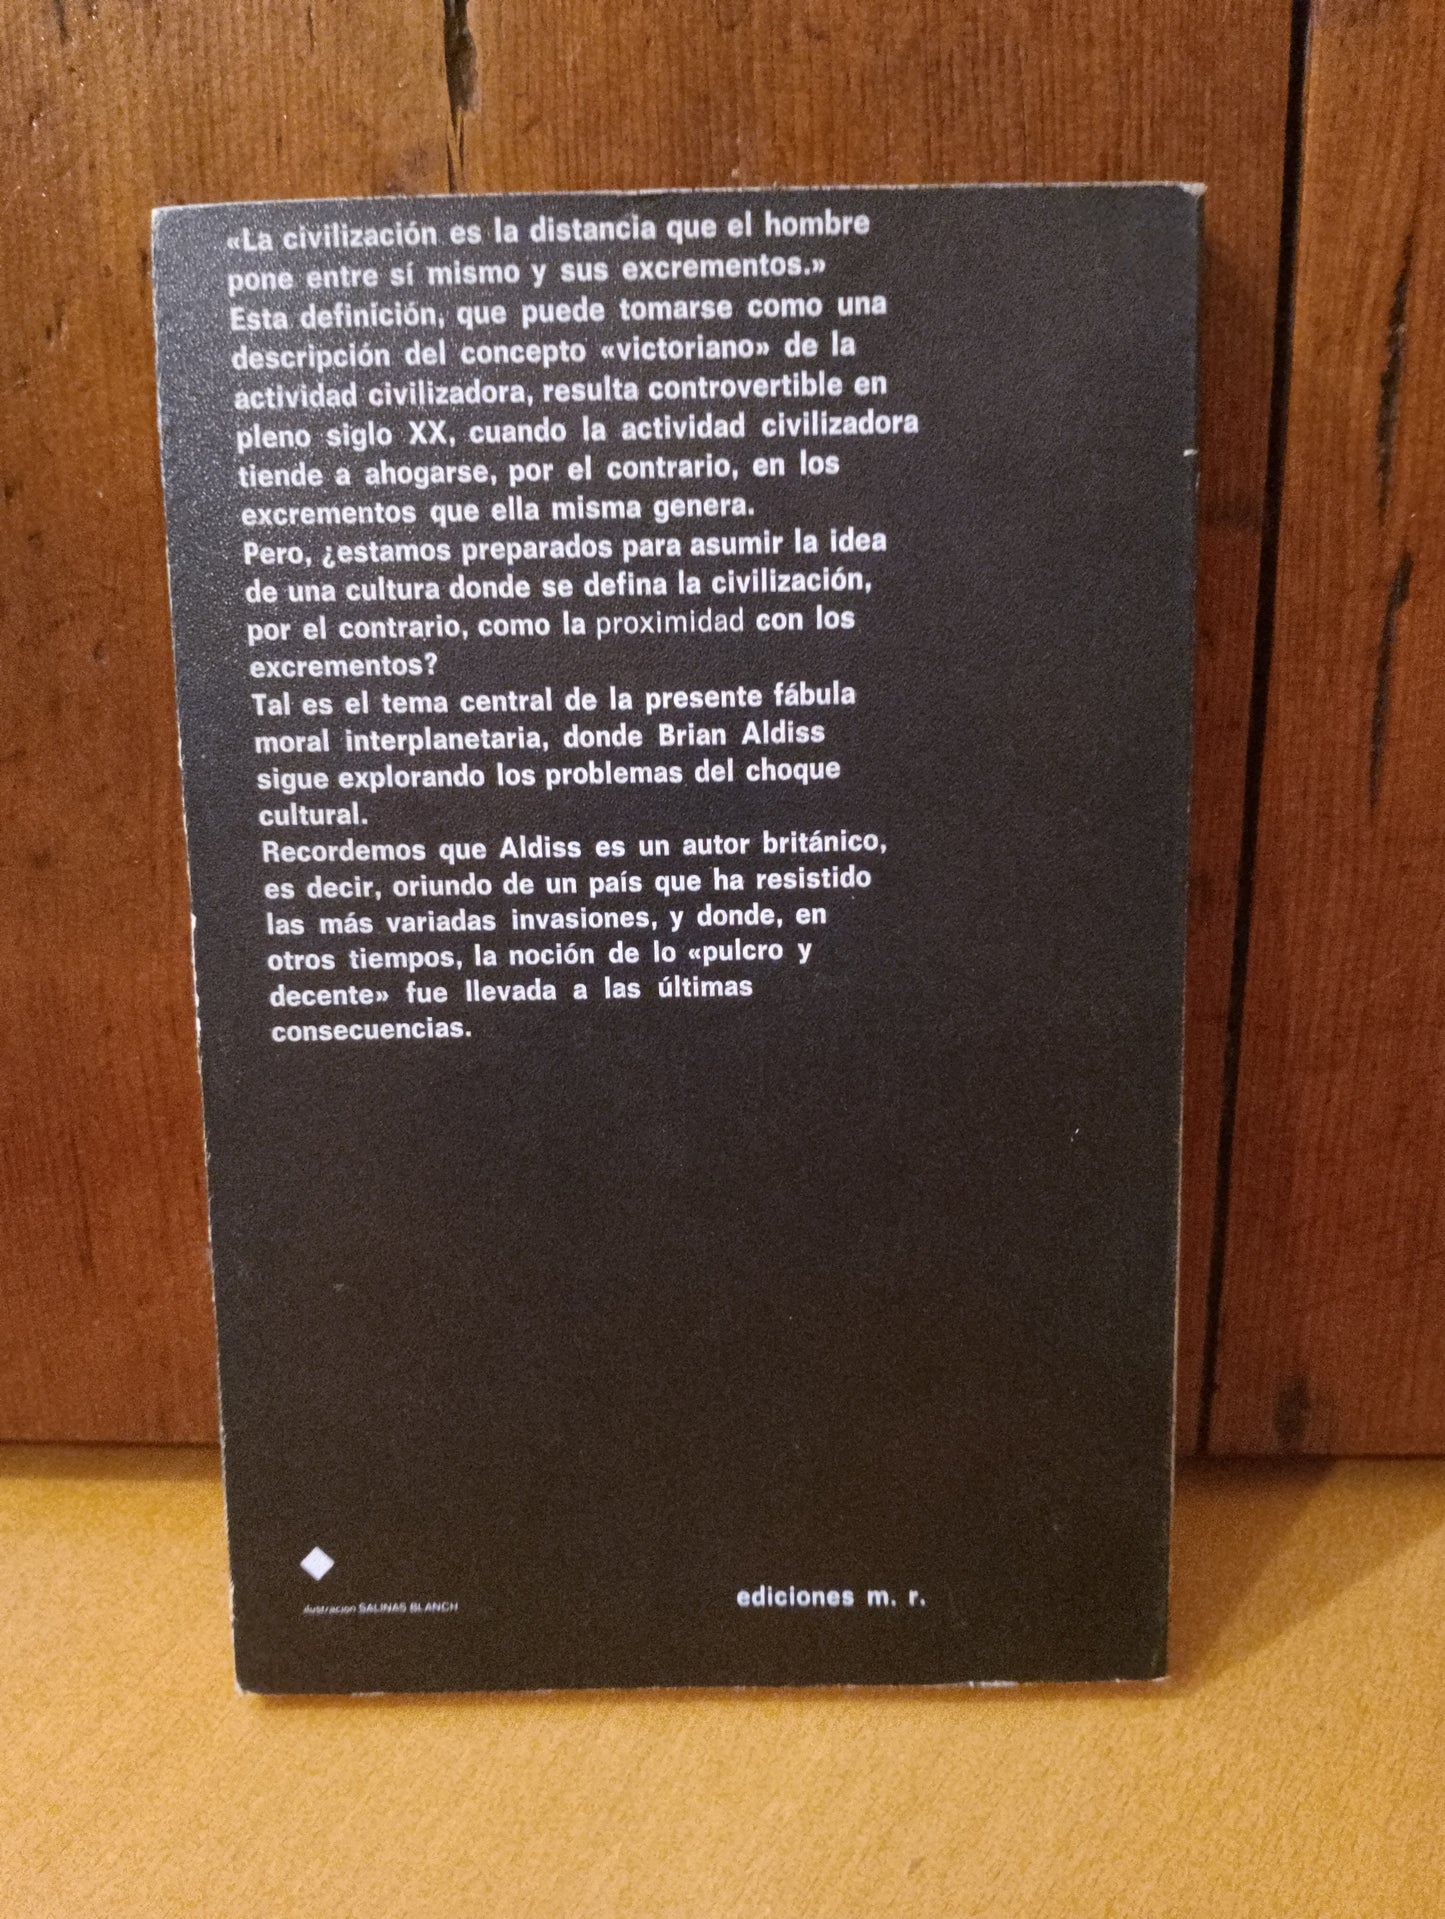 «La civilización es la distancia que el hombre
pone entre sí mismo y sus excrementos.»
Esta definición, que puede tomarse como una
descripción del concepto «victoriano» de la
actividad civilizadora, resulta controvertible en
pleno siglo XX, cuando la actividad civilizadora
tiende a ahogarse, por el contrario, en los
excrementos que ella misma genera.
Pero, ¿estamos preparados para asumir la idea
de una cultura donde se defina la civilización,
por el contrario, como la proximidad con los
excrementos?
Tal es el tema central de la presente fábula
moral interplanetaria, donde Brian Aldiss
sigue explorando los problemas del choque
cultural.
Recordemos que Aldiss es un autor británico,
es decir, oriundo de un país que ha resistido
las más variadas invasiones, y donde, en
otros tiempos, la noción de lo «pulcro y
decente» fue llevada a las últimas
consecuencias.
ilustracion SALINAS BLANCH
ediciones m. r.